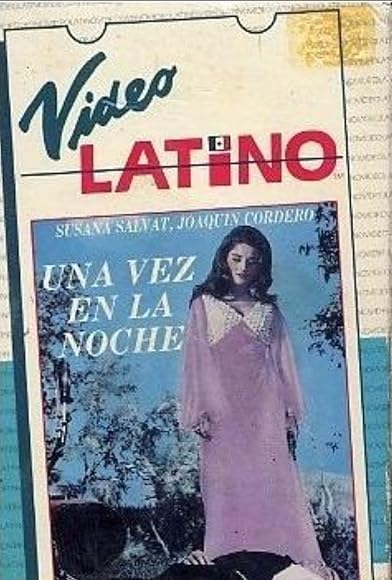 Video
LATINO
SUSANA SALVAT, JOAQUIN CORDERO
UNA VEZ
EN LA
NOCHE